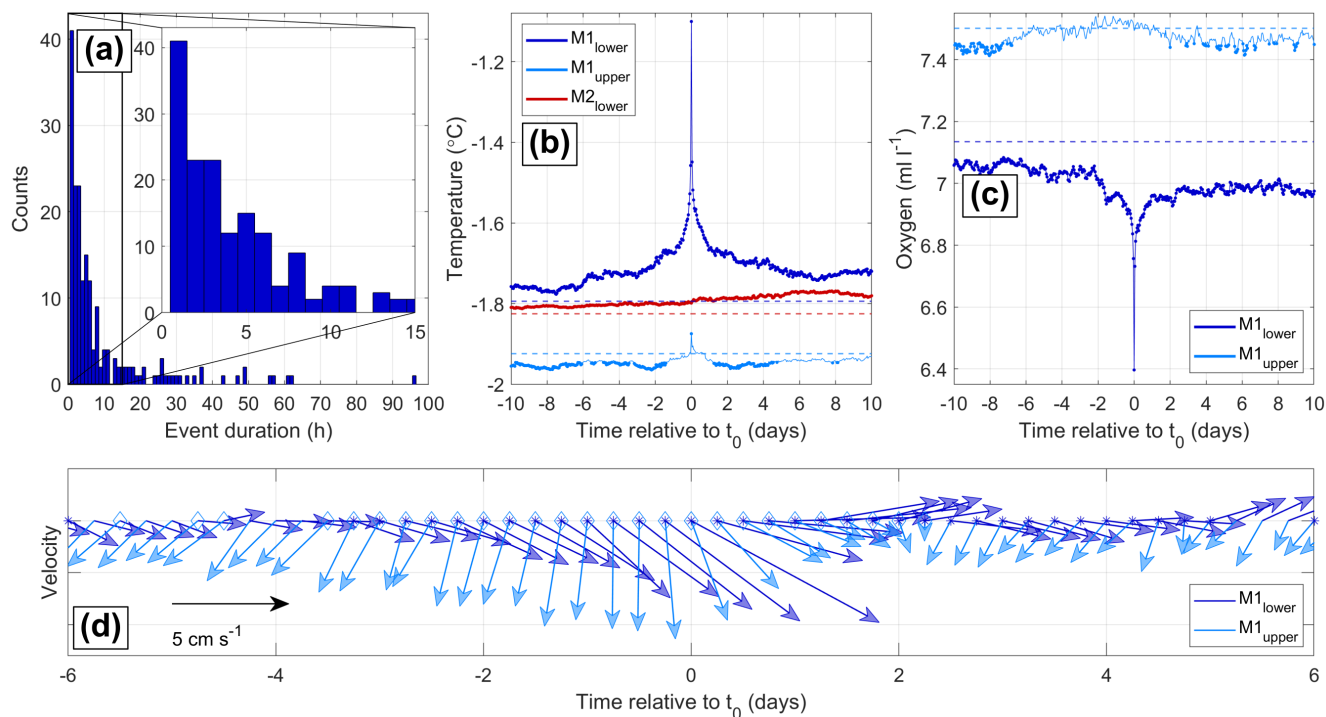 (a)
40
30
20
10
0
Counts
0 10 20 30 40 50 60 70 80 90 100
Event duration (h)
40
30
20
10
0
0 5 10 15
(b)
M1lower
M1upper
M2lower
-1.2
-1.4
-1.6
-1.8
-2
Temperature (°C)
-10 -8 -6 -4 -2 0 2 4 6 8 10
Time relative to t0 (days)
(c)
7.4
7.2
7
6.8
6.6
6.4
Oxygen (ml l-1)
M1lower
M1upper
-10 -8 -6 -4 -2 0 2 4 6 8 10
Time relative to t0 (days)
Velocity
(d)
5 cm s-1
M1lower
M1upper
-6 -4 -2 0 2 4 6
Time relative to t0 (days)